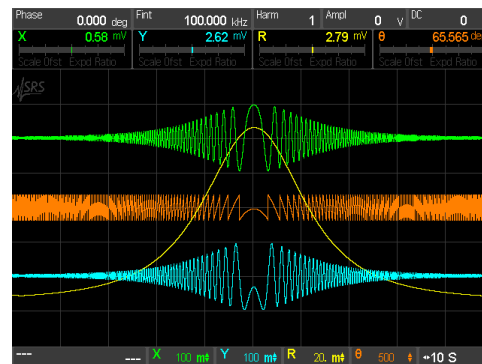 Phase 0.000 deg Fint 100.000 kHz Harm 1 Ampl 0 V DC 0
X 0.58 mV Y 2.62 mV R 2.79 mV θ 65.565 de
Scale Ofst Expd Ratio Scale Ofst Expd Ratio Scale Ofst Expd Ratio Scale Ofst Expd Ratio
SRS
--- --- X 100 m Y 100 m R 20. m θ 500 10 S